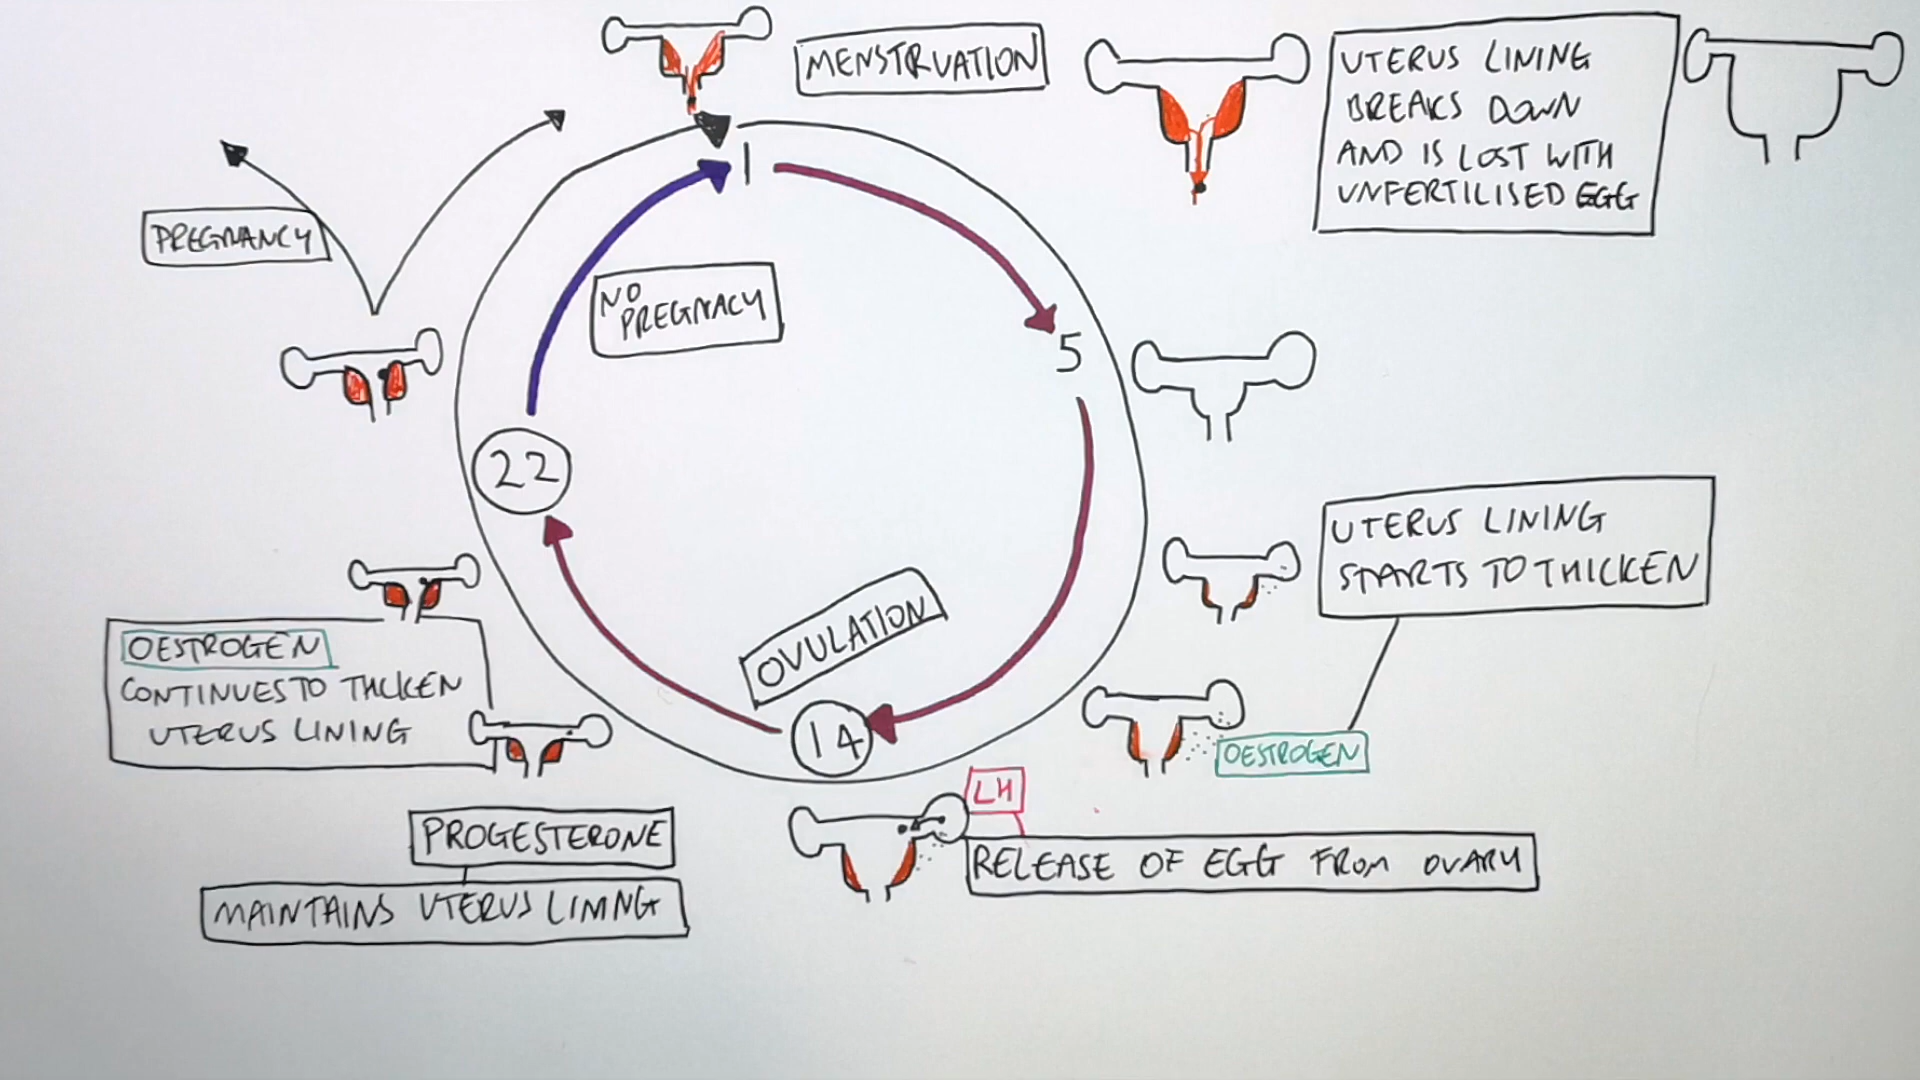 MENSTRUATION
UTERUS LINING
BREAKS DOWN
AND IS LOST WITH
UNFERTILISED EGG
1
PREGNANCY
NO
PREGNACY
5
22
UTERUS LINING
STARTS TO THICKEN
OVULATION
14
OESTROGEN
OESTROGEN
CONTINUES TO THICKEN
UTERUS LINING
LH
RELEASE OF EGG FROM OVARY
PROGESTERONE
MAINTAINS UTERUS LINING